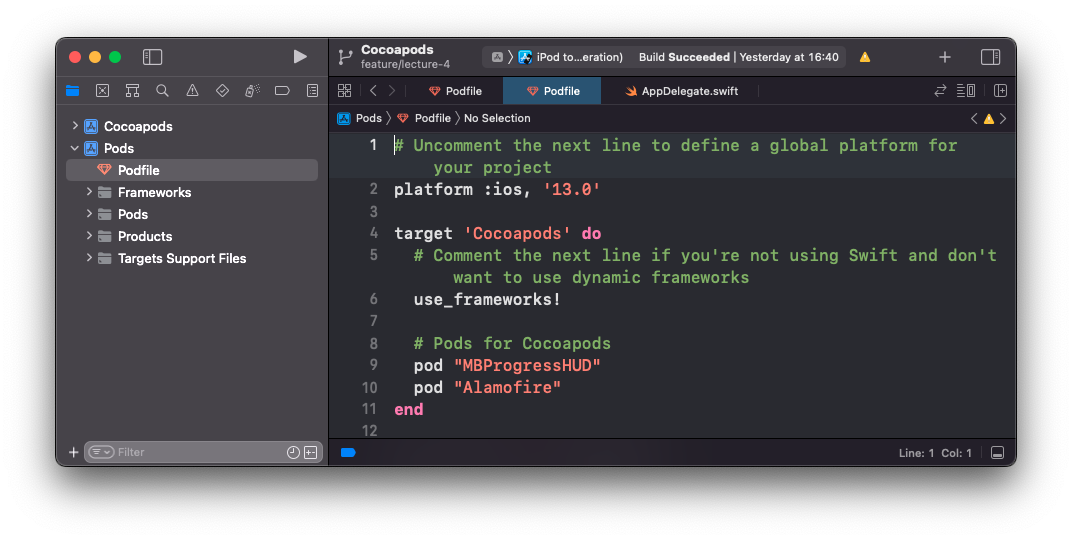 Cocoapods
feature/lecture-4
iPod to...eration)
Build Succeeded | Yesterday at 16:40
Podfile
Podfile
AppDelegate.swift
Cocoapods
Pods
Podfile
Frameworks
Pods
Products
Targets Support Files
Filter
Pods
Podfile
No Selection
1 # Uncomment the next line to define a global platform for
your project
2 platform :ios, '13.0'
3
4 target 'Cocoapods' do
5 # Comment the next line if you're not using Swift and don't
want to use dynamic frameworks
6 use_frameworks!
7
8 # Pods for Cocoapods
9 pod "MBProgressHUD"
10 pod "Alamofire"
11 end
12
Line: 1 Col: 1